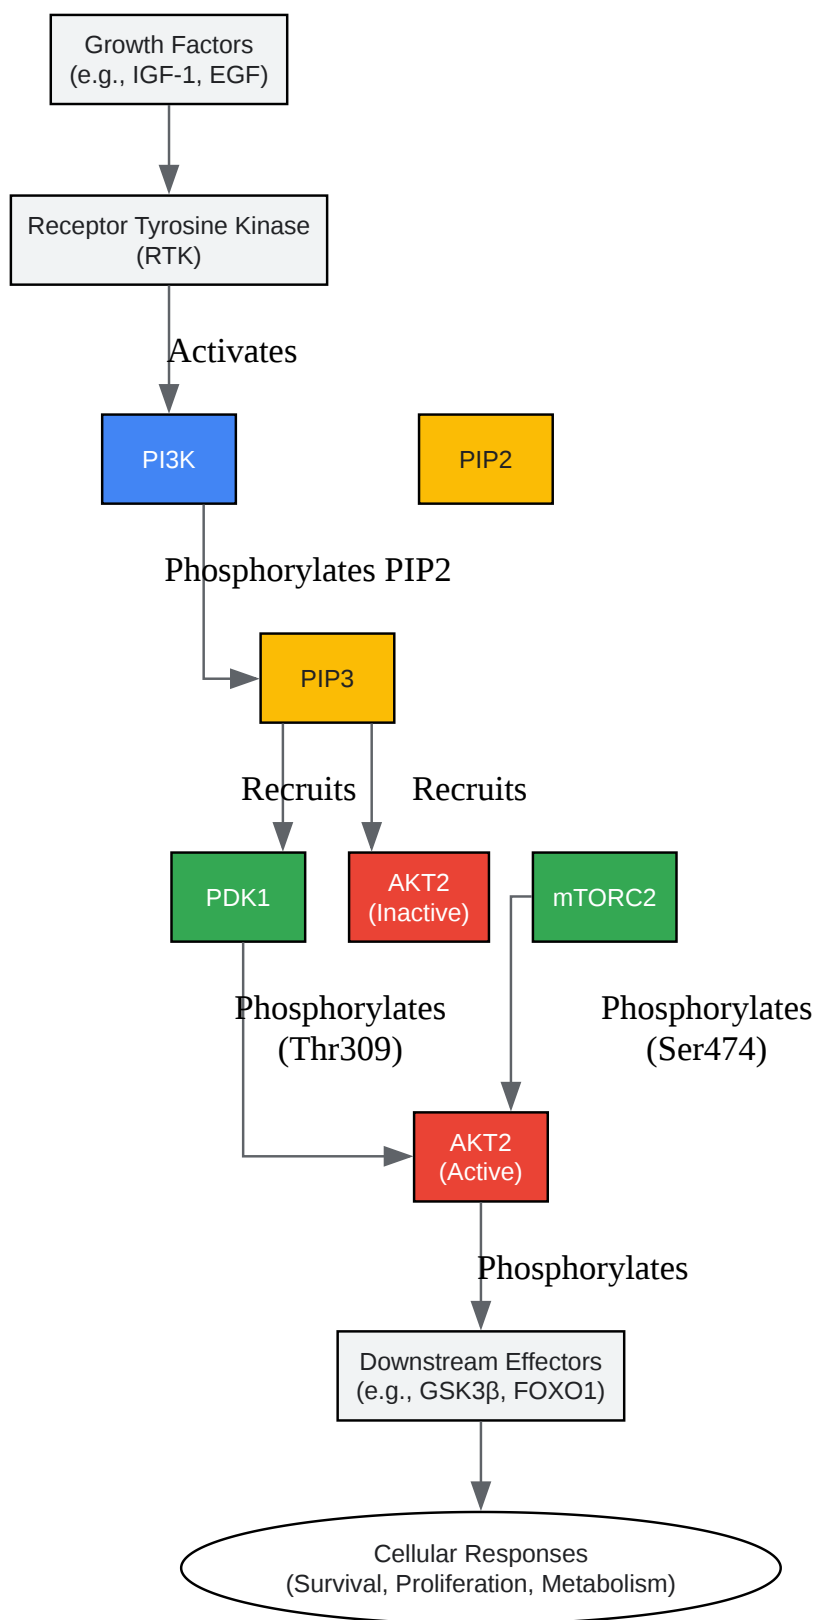 Growth Factors
(e.g., IGF-1, EGF)
Receptor Tyrosine Kinase
(RTK)
Activates
PI3K
PIP2
Phosphorylates PIP2
PIP3
Recruits
Recruits
PDK1
AKT2
(Inactive)
mTORC2
Phosphorylates
(Thr309)
Phosphorylates
(Ser474)
AKT2
(Active)
Phosphorylates
Downstream Effectors
(e.g., GSK3β, FOXO1)
Cellular Responses
(Survival, Proliferation, Metabolism)